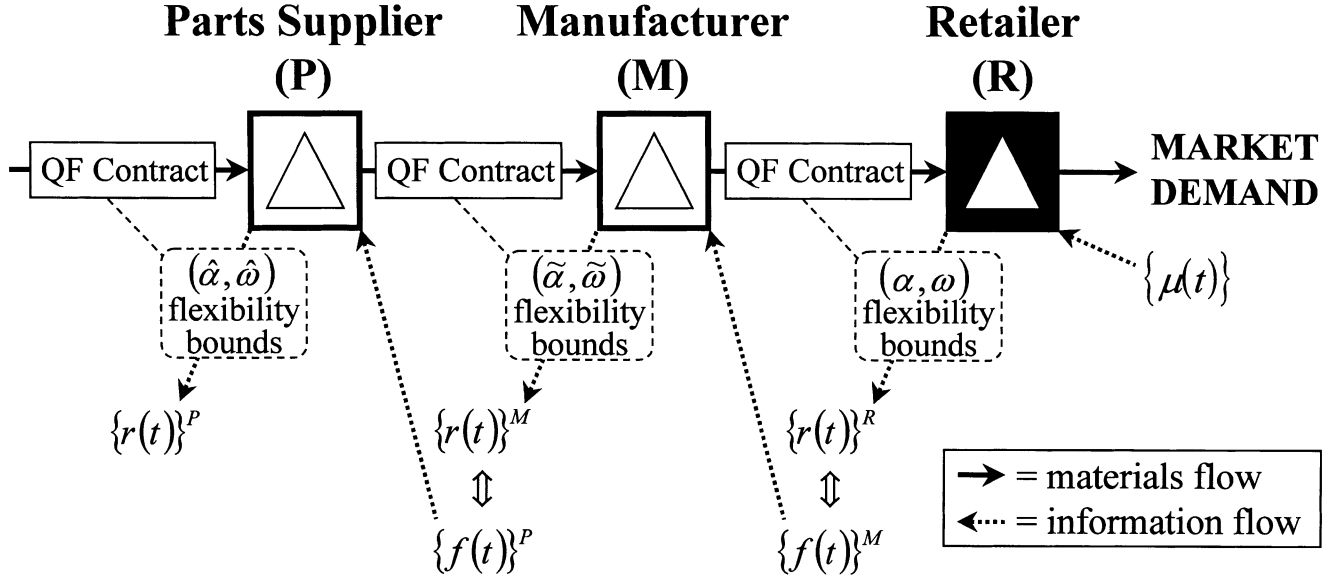 Parts Supplier
(P)
Manufacturer
(M)
Retailer
(R)
QF Contract
QF Contract
QF Contract
MARKET
DEMAND
(α̂, ω̂)
flexibility
bounds
(α̃, ω̃)
flexibility
bounds
(α, ω)
flexibility
bounds
{μ(t)}
{r(t)}ᴾ
{r(t)}ᴹ
{r(t)}ᴿ
⇕
⇕
{f(t)}ᴾ
{f(t)}ᴹ
= materials flow
= information flow